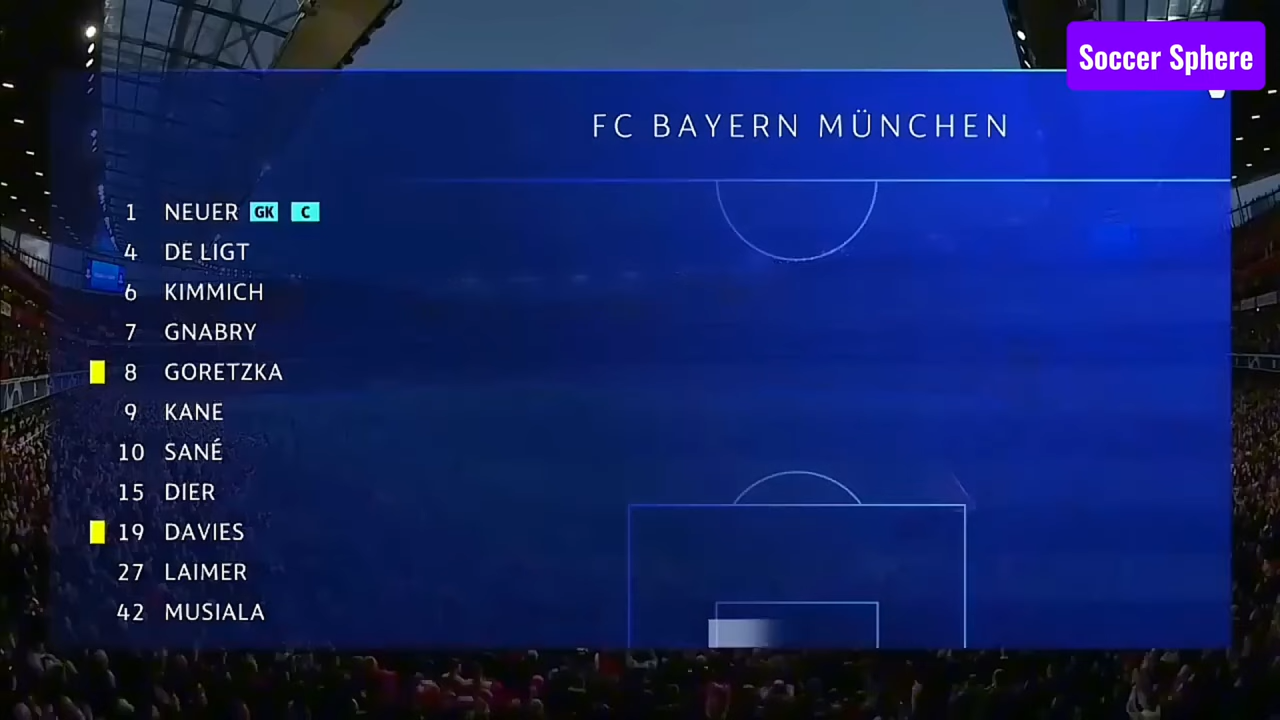 Soccer Sphere
FC BAYERN MÜNCHEN
1 NEUER GK C
4 DE LIGT
6 KIMMICH
7 GNABRY
8 GORETZKA
9 KANE
10 SANÉ
15 DIER
19 DAVIES
27 LAIMER
42 MUSIALA